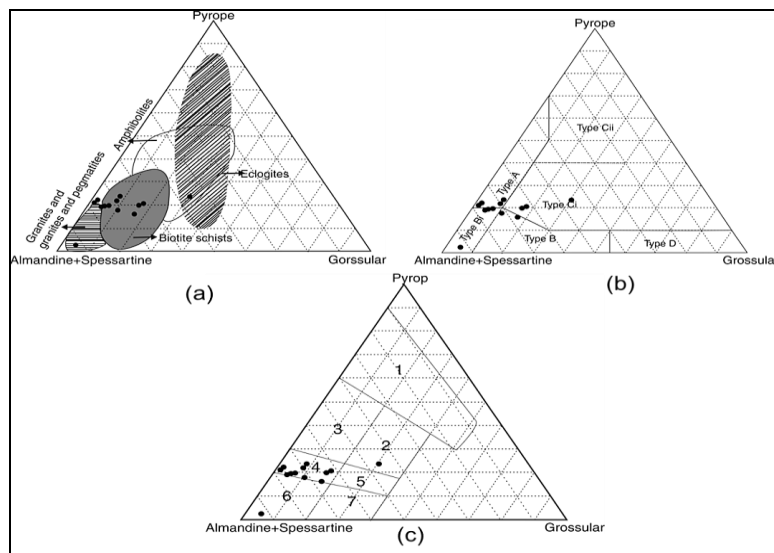 Pyrope
Amphibolites
Granites and
granites and pegmatites
Eclogites
Biotite schists
Almandine+Spessartine
Gorssular
(a)
Pyrope
Type Cii
Type A
Type Ci
Type Bi
Type B
Type D
Almandine+Spessartine
Grossular
(b)
Pyrop
1
3
2
4
5
6
7
Almandine+Spessartine
Grossular
(c)